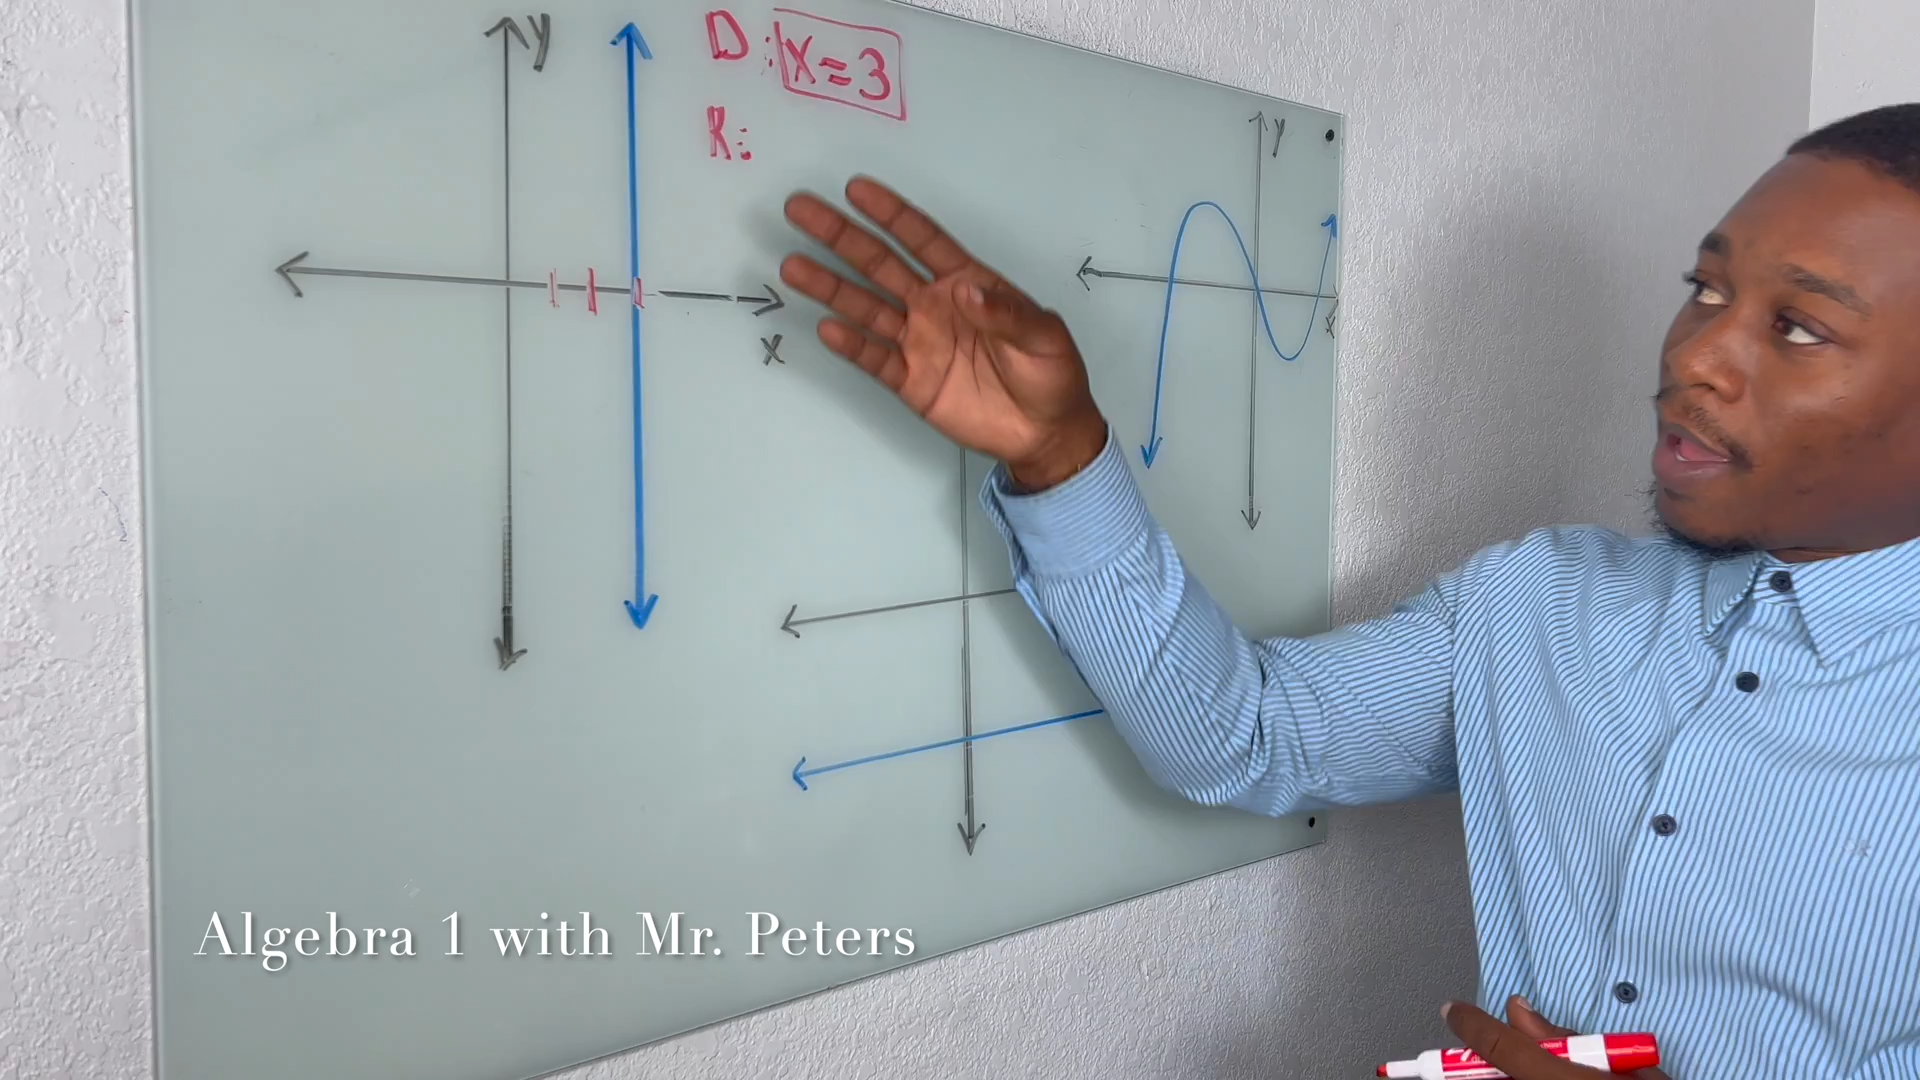 y
D: x=3
R:
x
y
x
Algebra 1 with Mr. Peters